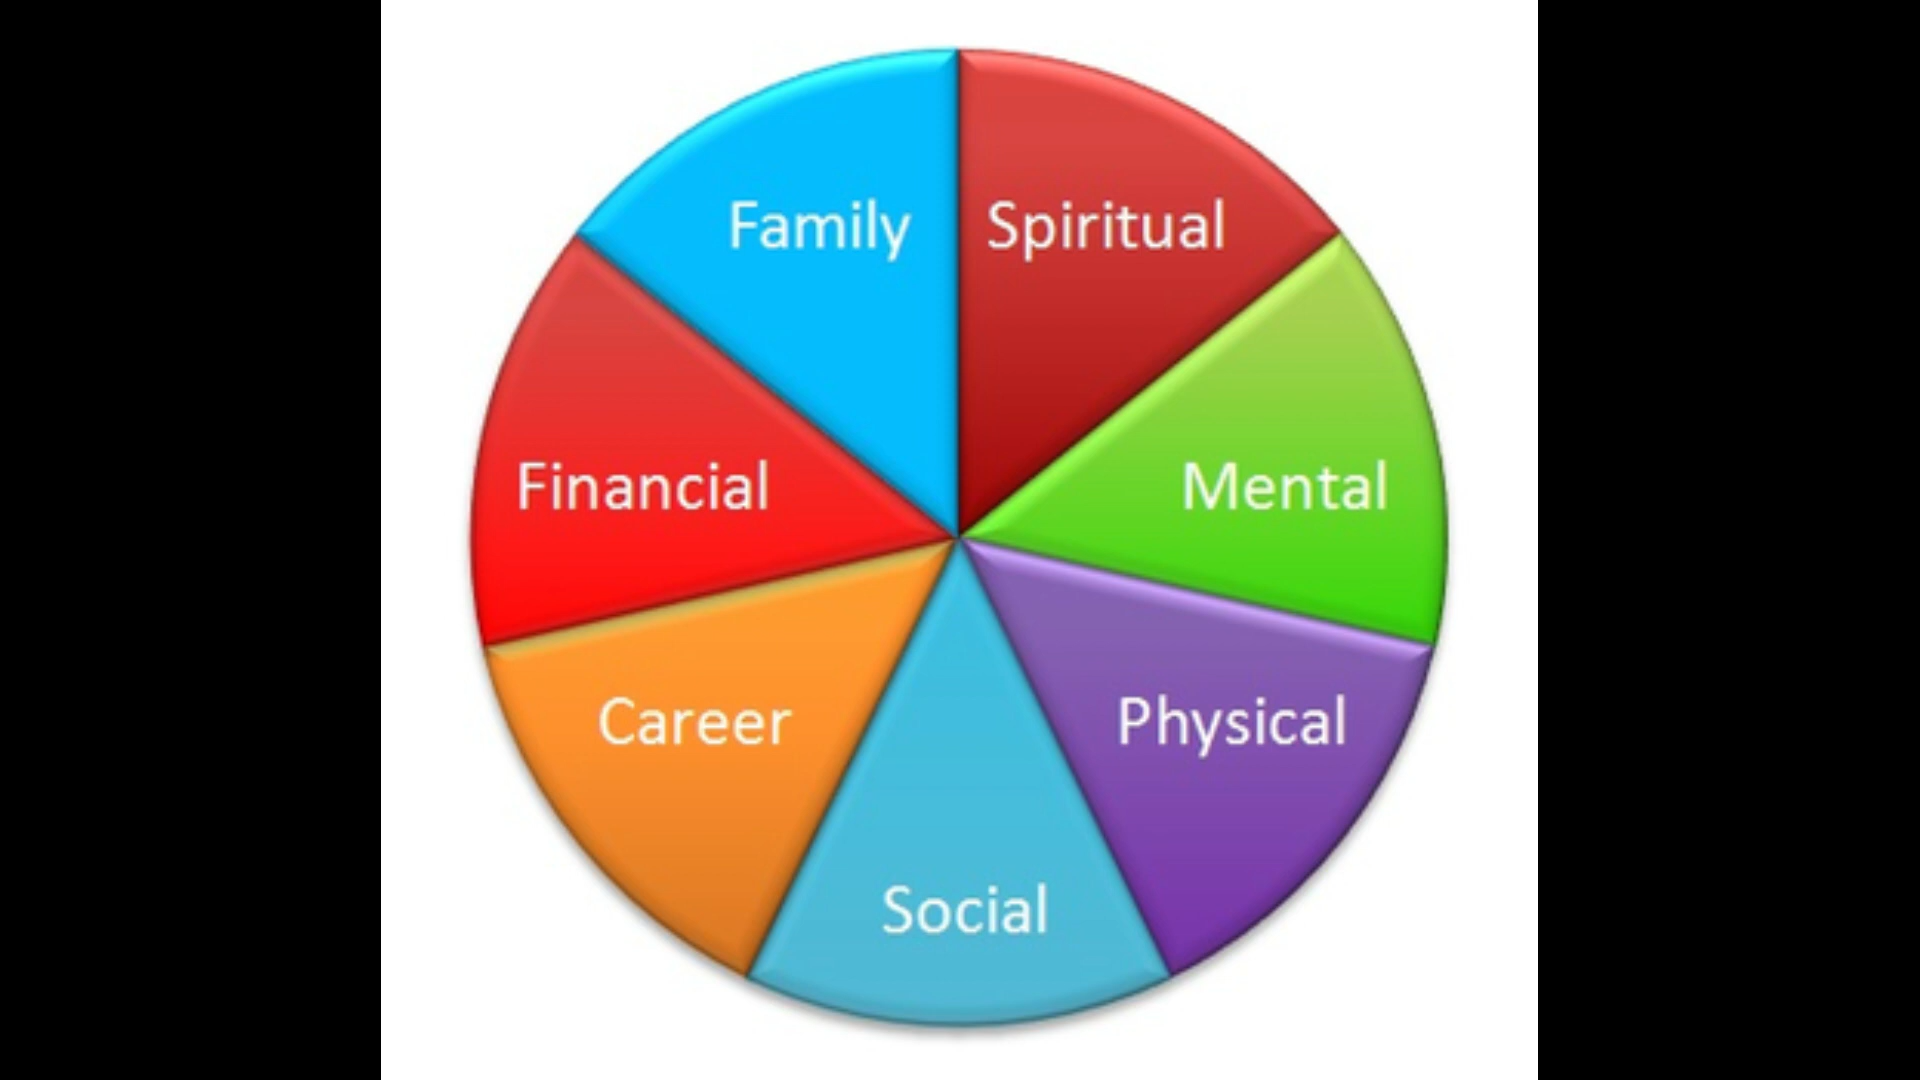 Family
Spiritual
Financial
Mental
Career
Physical
Social